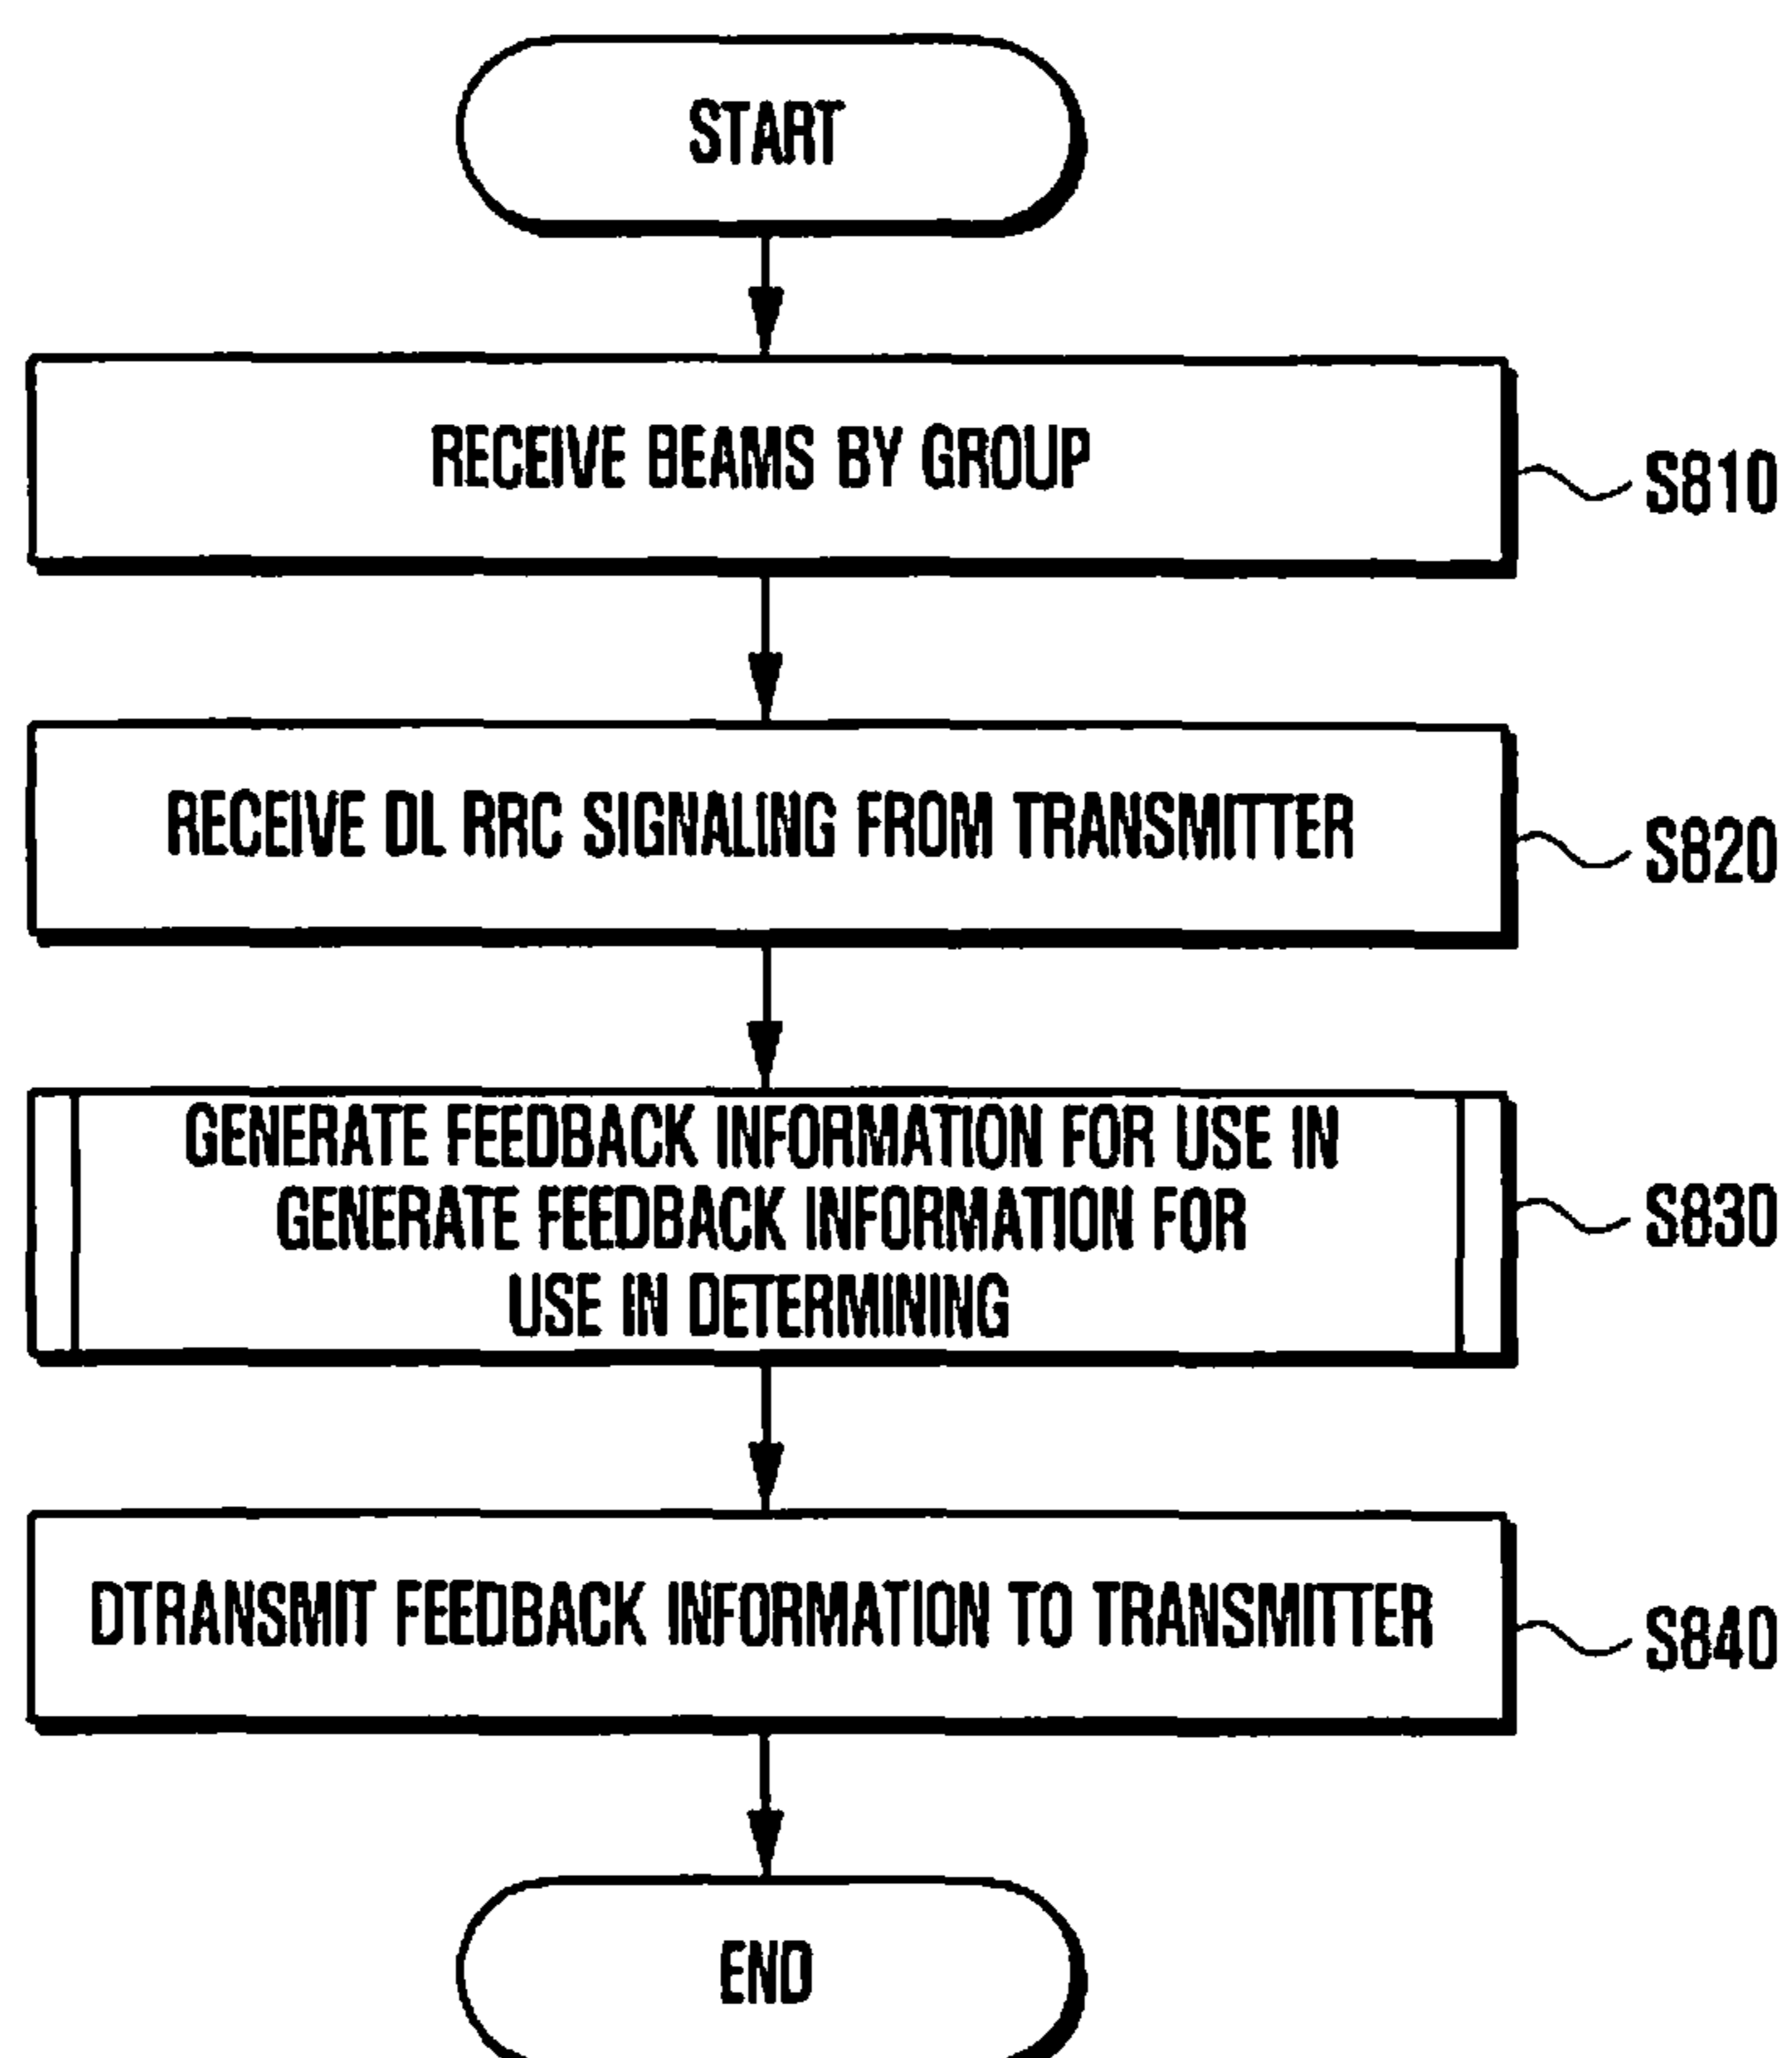 START
RECEIVE BEAMS BY GROUP
S810
RECEIVE DL RRC SIGNALING FROM TRANSMITTER
S820
GENERATE FEEDBACK INFORMATION FOR USE IN
GENERATE FEEDBACK INFORMATION FOR
USE IN DETERMINING
S830
DTRANSMIT FEEDBACK INFORMATION TO TRANSMITTER
S840
END